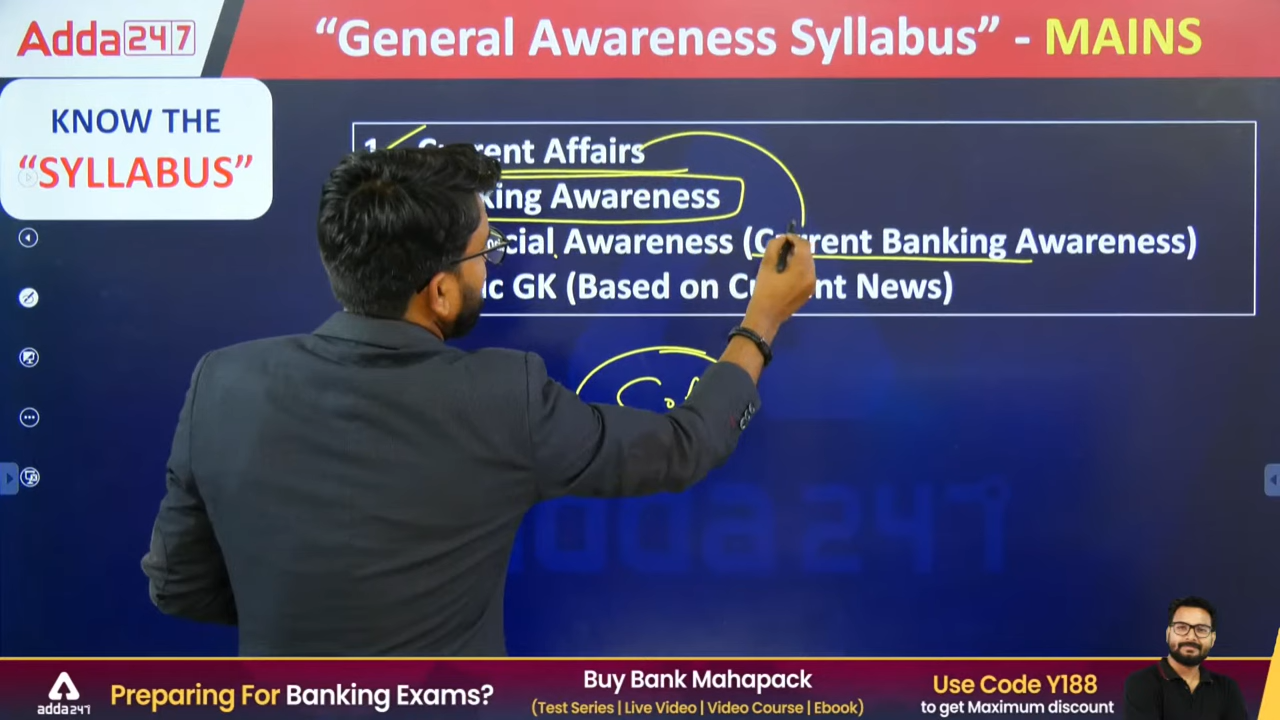 Adda247
“General Awareness Syllabus” - MAINS
KNOW THE
“SYLLABUS”
Affairs
Awareness
Awareness (Current Banking Awareness)
GK (Based on Current News)
adda247
adda247
Preparing For Banking Exams?
Buy Bank Mahapack
(Test Series | Live Video | Video Course | Ebook)
Use Code Y188
to get Maximum discount